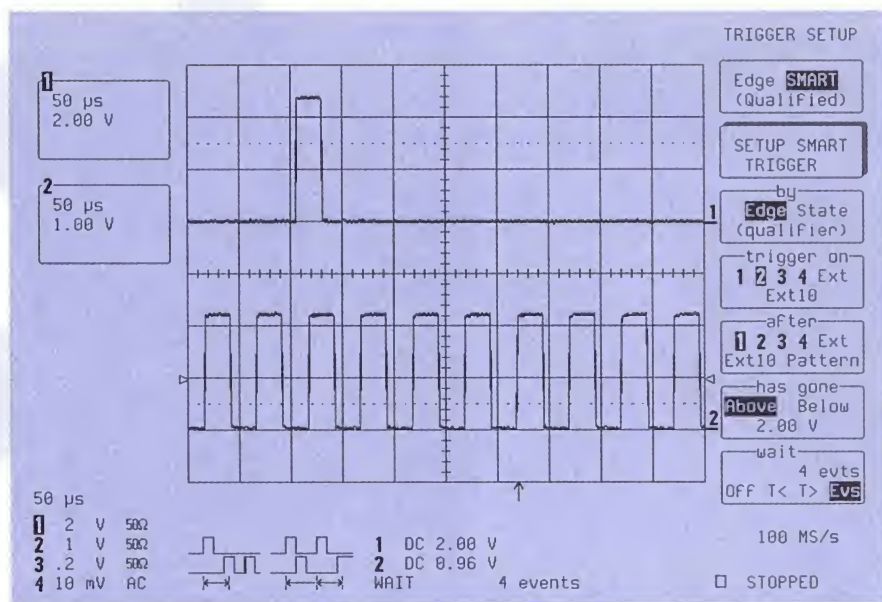 TRIGGER SETUP
1
50 µs
2.00 V
2
50 µs
1.00 V
1
2
Edge SMART
(Qualified)
SETUP SMART
TRIGGER
by
Edge State
(qualifier)
trigger on
1 2 3 4 Ext
Ext10
after
1 2 3 4 Ext
Ext10 Pattern
has gone
Above Below
2.00 V
wait
4 evts
Off T< T> Evs
50 µs
1 2 V 50Ω
2 1 V 50Ω
3 .2 V 50Ω
4 10 mV AC
1 DC 2.00 V
2 DC 0.96 V
WAIT 4 events
100 MS/s
STOPPED